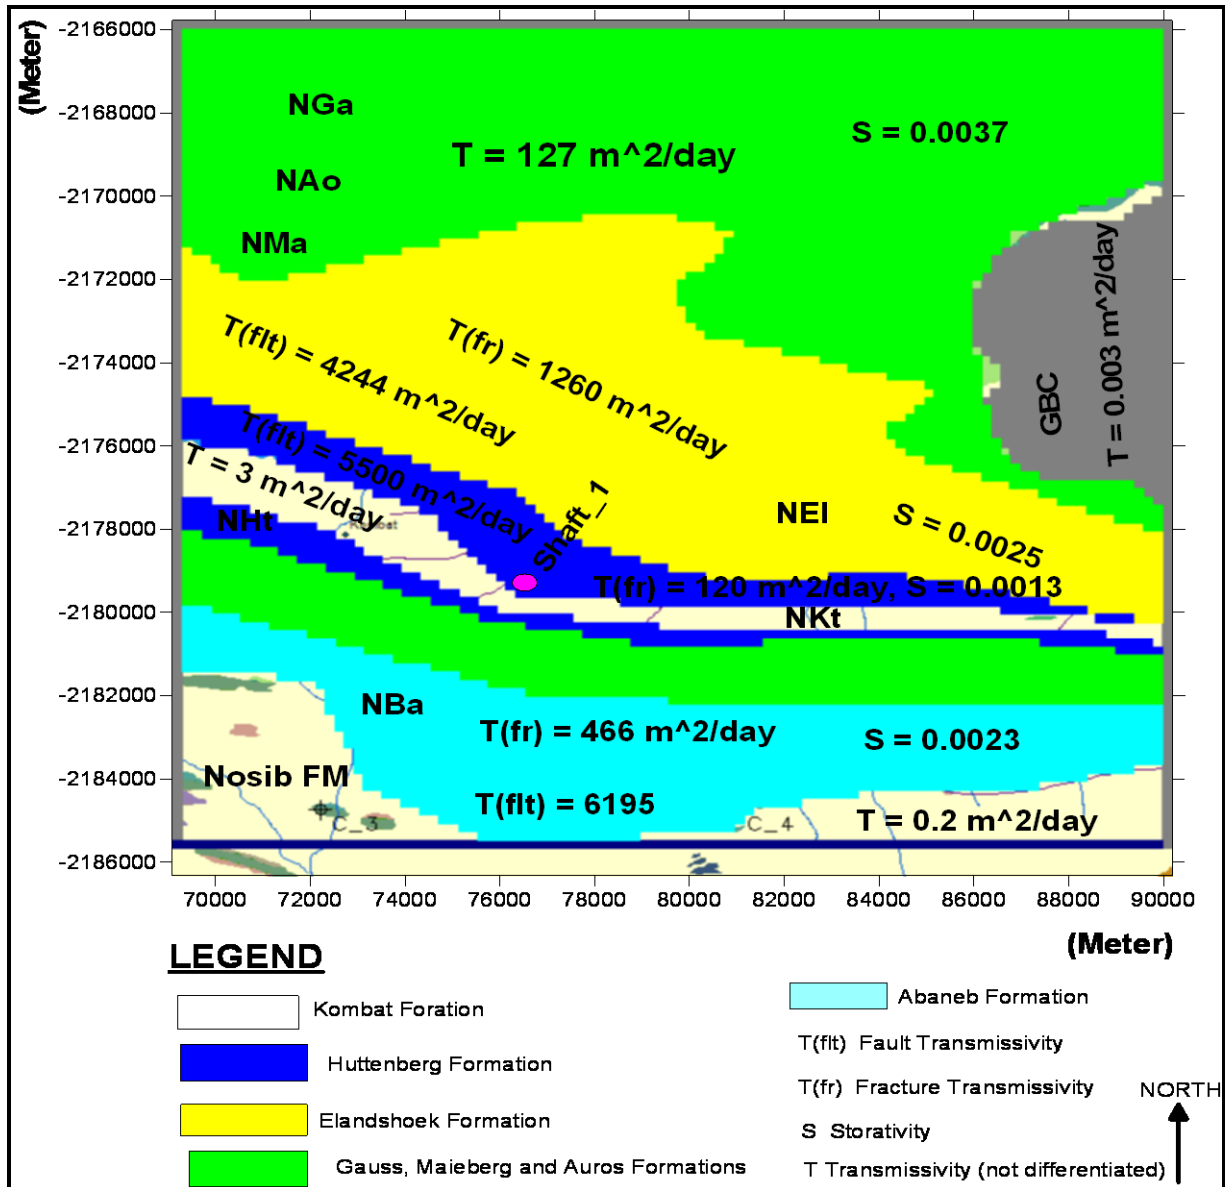 (Meter)
-2166000
-2168000
-2170000
-2172000
-2174000
-2176000
-2178000
-2180000
-2182000
-2184000
-2186000
NGa
S = 0.0037
T = 127 m^2/day
NAo
NMa
T = 0.003 m^2/day
GBC
T(flt) = 4244 m^2/day
T(fr) = 1260 m^2/day
T(flt) = 5500 m^2/day
T = 3 m^2/day
NHt
Shaft_1
NEl
S = 0.0025
T(fr) = 120 m^2/day, S = 0.0013
NKt
NBa
T(fr) = 466 m^2/day
S = 0.0023
Nosib FM
T(flt) = 6195
C_3
C_4
T = 0.2 m^2/day
70000 72000 74000 76000 78000 80000 82000 84000 86000 88000 90000
(Meter)
LEGEND
Kombat Foration
Huttenberg Formation
Elandshoek Formation
Gauss, Maieberg and Auros Formations
Abaneb Formation
T(flt) Fault Transmissivity
T(fr) Fracture Transmissivity
S Storativity
T Transmissivity (not differentiated)
NORTH